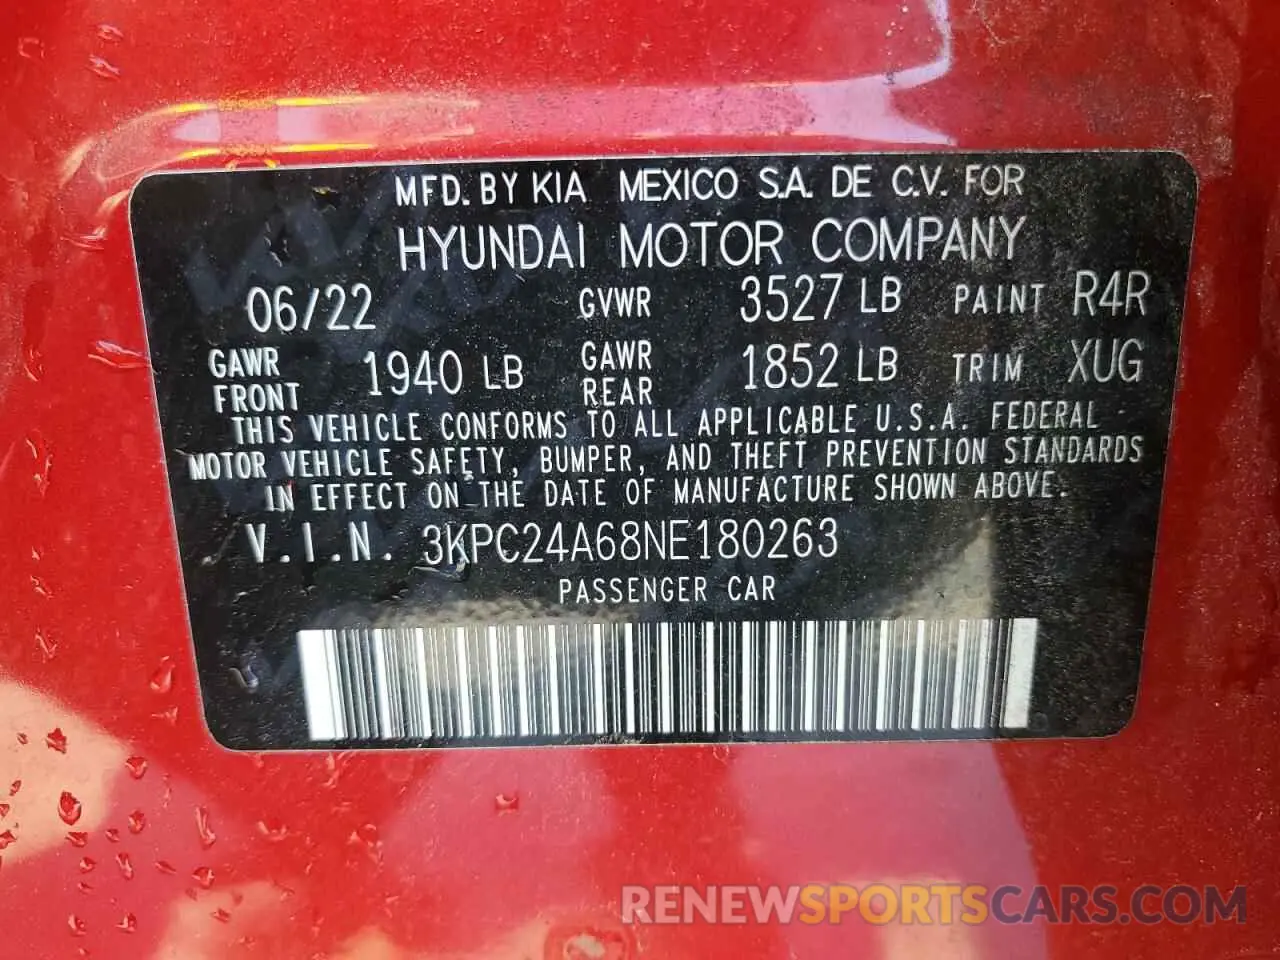 MFD. BY KIA MEXICO S.A. DE C.V. FOR
HYUNDAI MOTOR COMPANY
06/22 GVWR 3527 LB PAINT R4R
GAWR FRONT 1940 LB GAWR REAR 1852 LB TRIM XUG
THIS VEHICLE CONFORMS TO ALL APPLICABLE U.S.A. FEDERAL
MOTOR VEHICLE SAFETY, BUMPER, AND THEFT PREVENTION STANDARDS
IN EFFECT ON THE DATE OF MANUFACTURE SHOWN ABOVE.
V.I.N. 3KPC24A68NE180263
PASSENGER CAR
RENEWSPORTSCARS.COM